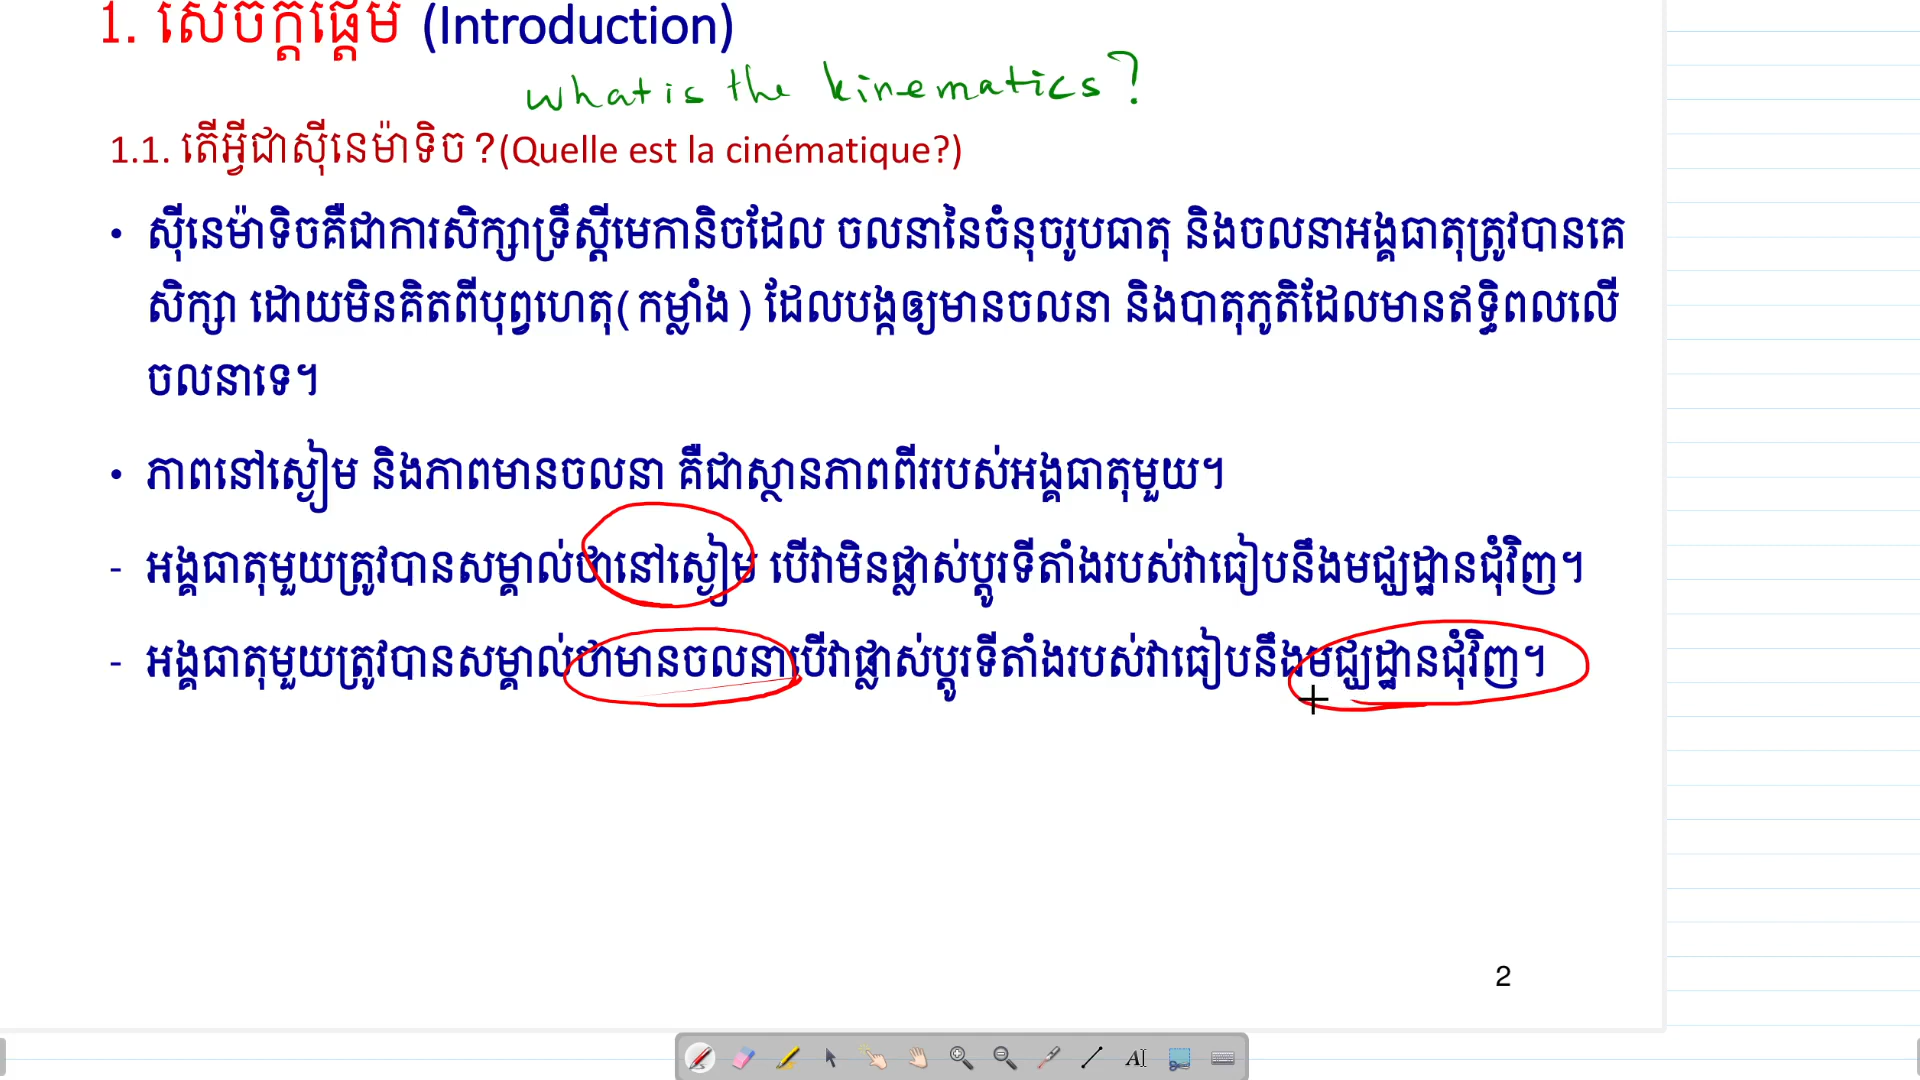 1. សេចក្តីផ្តើម (Introduction)
what is the kinematics?
1.1. តើអ្វីជាស៊ីនេម៉ាទិច ?(Quelle est la cinématique?)
• ស៊ីនេម៉ាទិចគឺជាការសិក្សាទ្រឹស្តីមេកានិចដែល ចលនានៃចំនុចរូបធាតុ និងចលនាអង្គធាតុត្រូវបានគេ
សិក្សា ដោយមិនគិតពីបុព្វហេតុ(កម្លាំង) ដែលបង្កឲ្យមានចលនា និងបាតុភូតិដែលមានឥទ្ធិពលលើ
ចលនាទេ។
• ភាពនៅស្ងៀម និងភាពមានចលនា គឺជាស្ថានភាពពីររបស់អង្គធាតុមួយ។
- អង្គធាតុមួយត្រូវបានសម្គាល់ថានៅស្ងៀម បើវាមិនផ្លាស់ប្តូរទីតាំងរបស់វាធៀបនឹងមជ្ឈដ្ឋានជុំវិញ។
- អង្គធាតុមួយត្រូវបានសម្គាល់ថាមានចលនាបើវាផ្លាស់ប្តូរទីតាំងរបស់វាធៀបនឹងមជ្ឈដ្ឋានជុំវិញ។
2